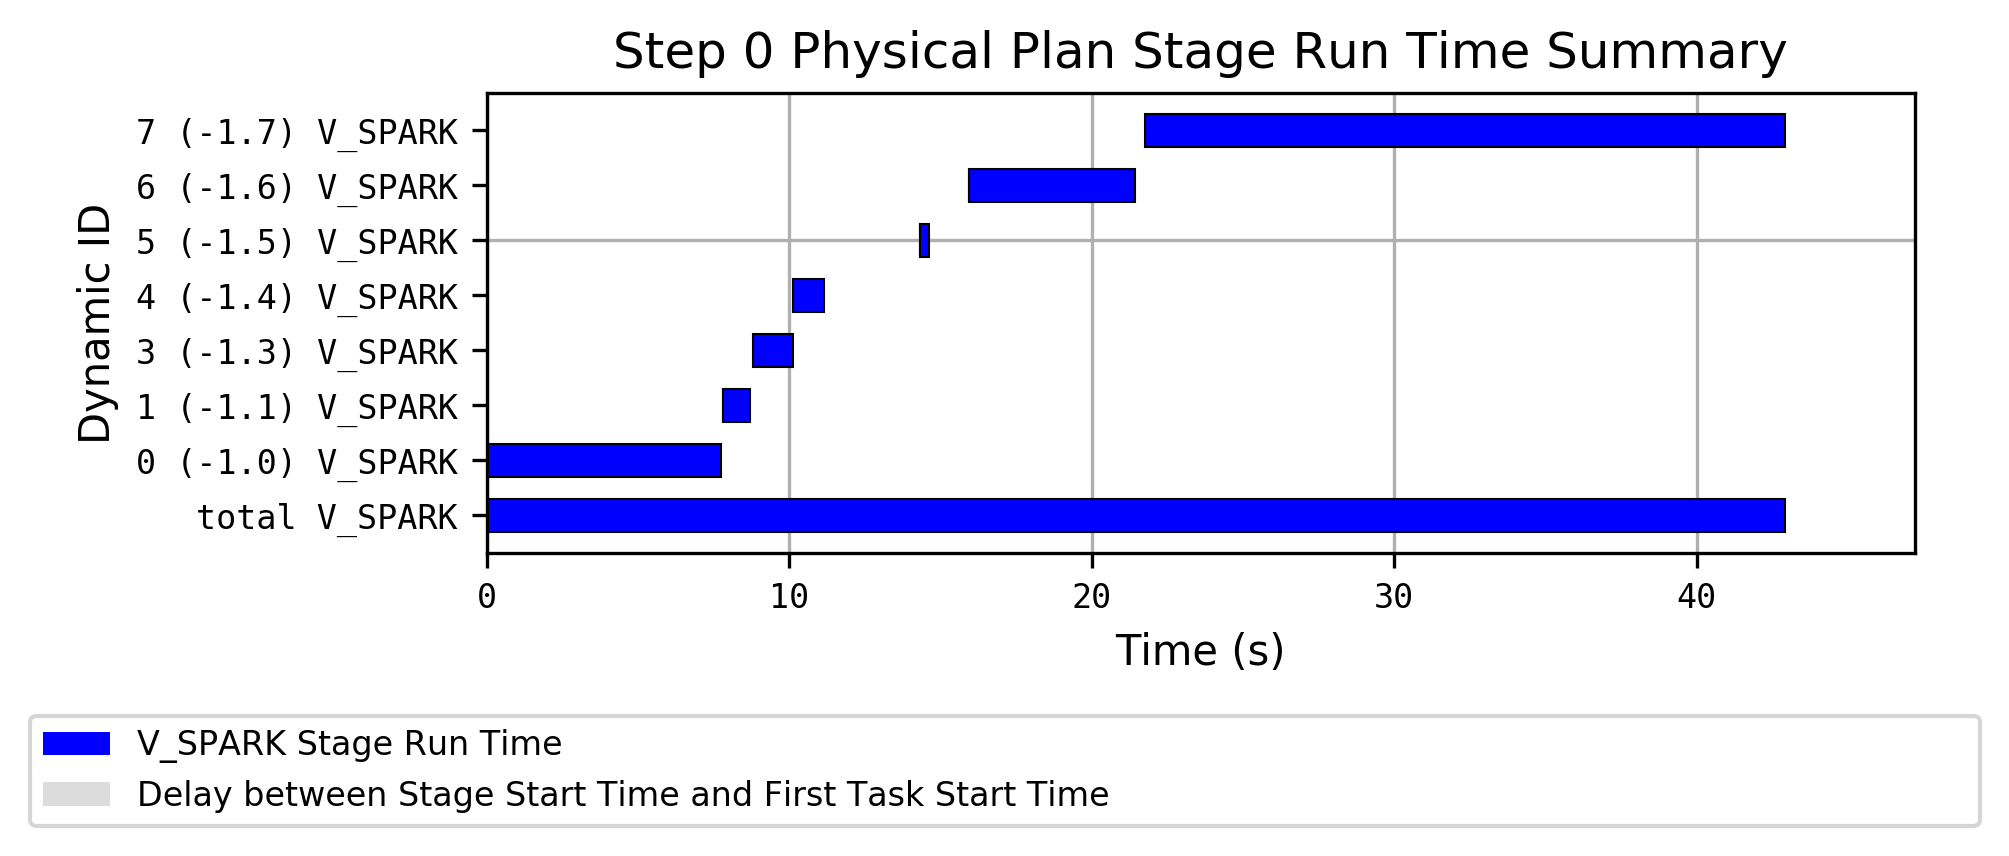 Step 0 Physical Plan Stage Run Time Summary
Dynamic ID
7 (-1.7) V_SPARK
6 (-1.6) V_SPARK
5 (-1.5) V_SPARK
4 (-1.4) V_SPARK
3 (-1.3) V_SPARK
1 (-1.1) V_SPARK
0 (-1.0) V_SPARK
total V_SPARK
0 10 20 30 40
Time (s)
V_SPARK Stage Run Time
Delay between Stage Start Time and First Task Start Time